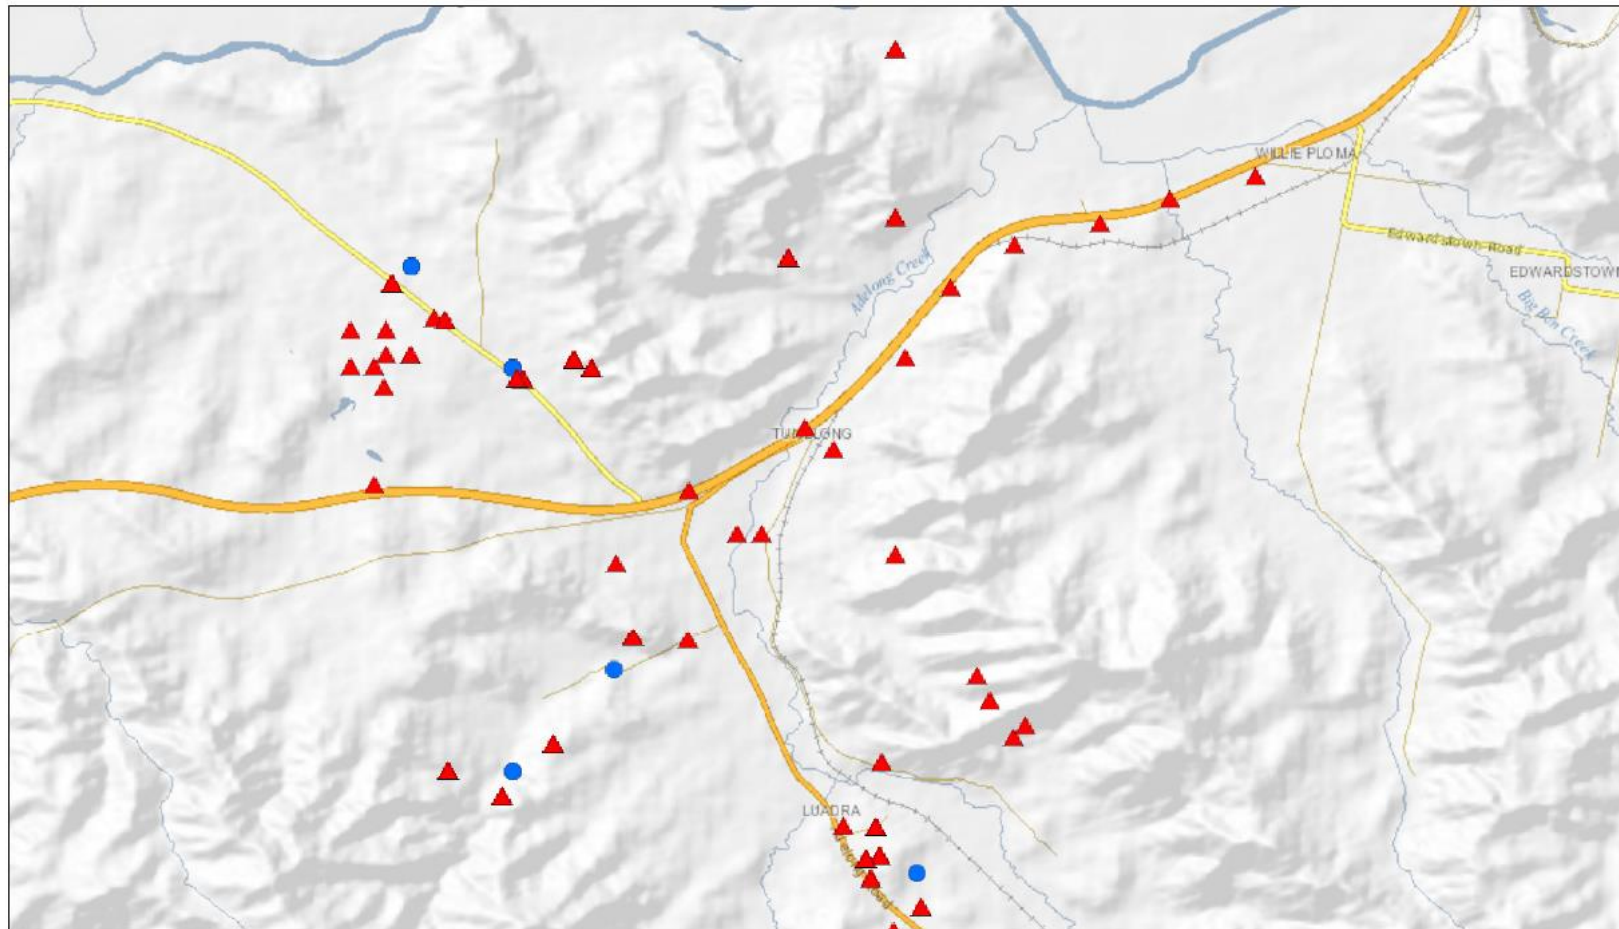 WILLIE PLOMA
Edwardstown Road
EDWARDSTOWN
Adelong Creek
Big Ben Creek
TUMBLONG
LUADRA